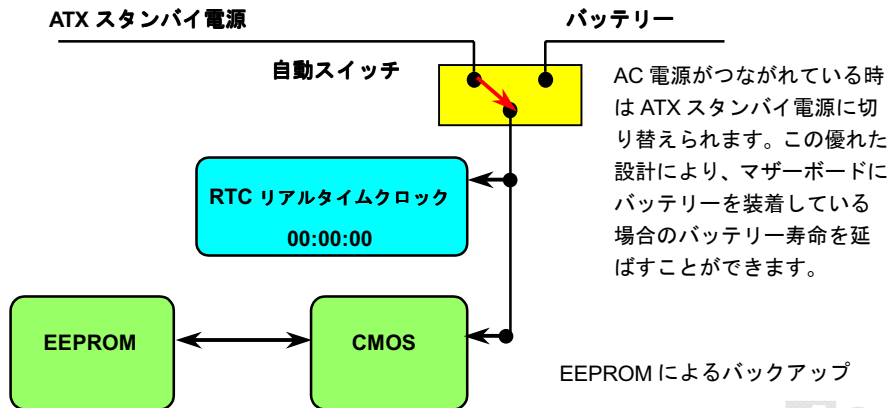 ATX スタンバイ電源
バッテリー
自動スイッチ
AC 電源がつながれている時
は ATX スタンバイ電源に切
り替えられます。この優れた
設計により、マザーボードに
バッテリーを装着している
場合のバッテリー寿命を延
ばすことができます。
RTC リアルタイムクロック
00:00:00
EEPROM
CMOS
EEPROM によるバックアップ